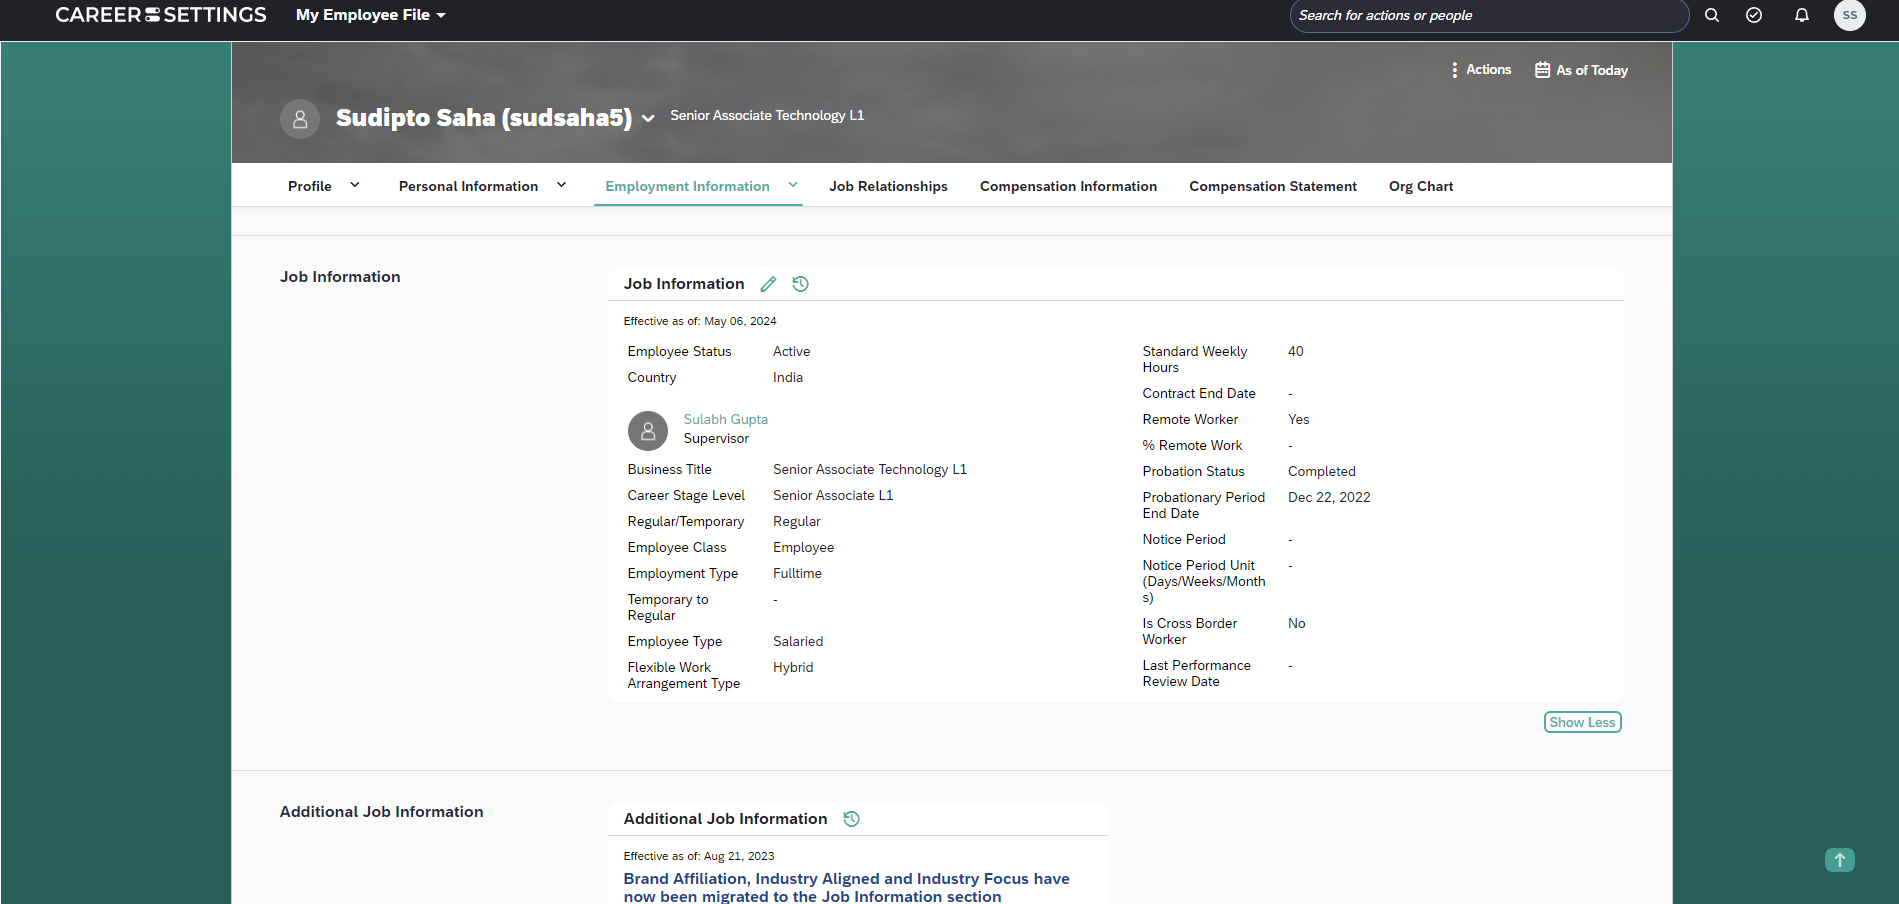 CAREER SETTINGS
My Employee File
Search for actions or people
SS
Actions
As of Today
Sudipto Saha (sudsaha5)
Senior Associate Technology L1
Profile
Personal Information
Employment Information
Job Relationships
Compensation Information
Compensation Statement
Org Chart
Job Information
Job Information
Effective as of: May 06, 2024
Employee Status Active
Country India
Sulabh Gupta
Supervisor
Business Title Senior Associate Technology L1
Career Stage Level Senior Associate L1
Regular/Temporary Regular
Employee Class Employee
Employment Type Fulltime
Temporary to -
Regular
Employee Type Salaried
Flexible Work Hybrid
Arrangement Type
Standard Weekly 40
Hours
Contract End Date -
Remote Worker Yes
% Remote Work -
Probation Status Completed
Probationary Period Dec 22, 2022
End Date
Notice Period -
Notice Period Unit -
(Days/Weeks/Month
s)
Is Cross Border No
Worker
Last Performance -
Review Date
Show Less
Additional Job Information
Additional Job Information
Effective as of: Aug 21, 2023
Brand Affiliation, Industry Aligned and Industry Focus have
now been migrated to the Job Information section